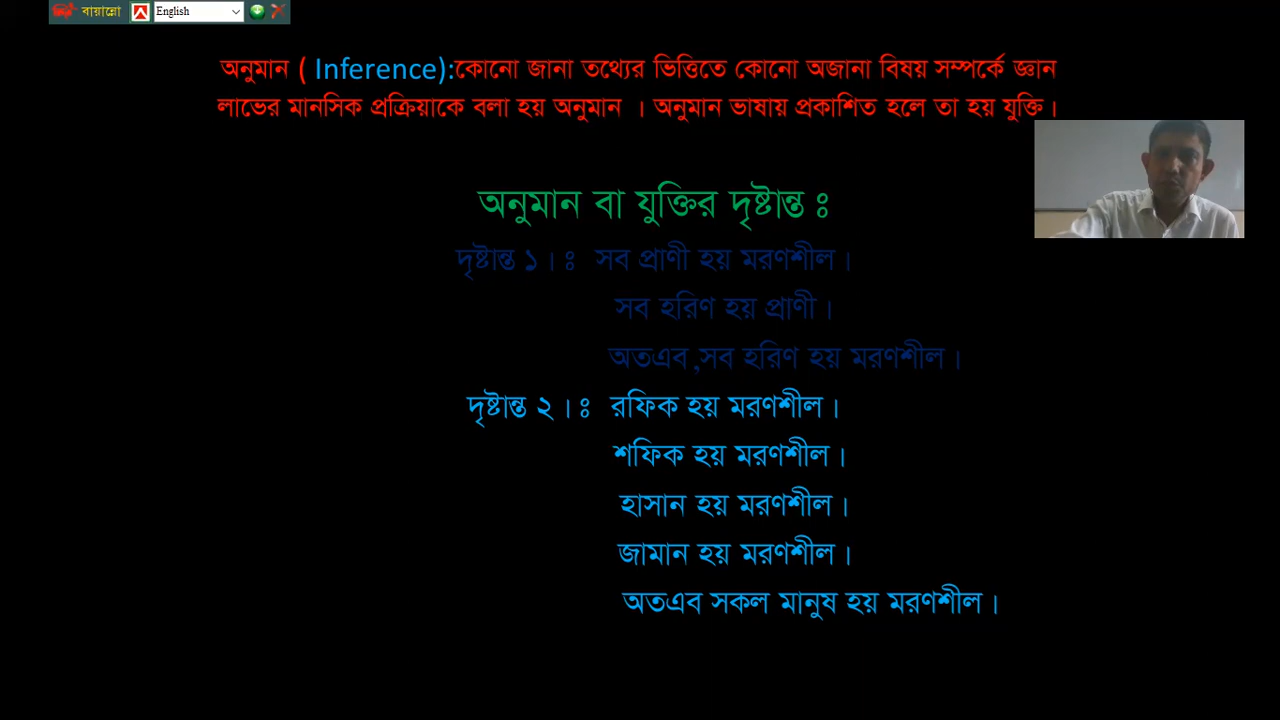 বায়ান্নো English
অনুমান ( Inference):কোনো জানা তথ্যের ভিত্তিতে কোনো অজানা বিষয় সম্পর্কে জ্ঞান
লাভের মানসিক প্রক্রিয়াকে বলা হয় অনুমান । অনুমান ভাষায় প্রকাশিত হলে তা হয় যুক্তি।
অনুমান বা যুক্তির দৃষ্টান্ত ঃ
দৃষ্টান্ত ১। ঃ সব প্রাণী হয় মরণশীল।
সব হরিণ হয় প্রাণী।
অতএব,সব হরিণ হয় মরণশীল।
দৃষ্টান্ত ২ । ঃ রফিক হয় মরণশীল।
শফিক হয় মরণশীল।
হাসান হয় মরণশীল।
জামান হয় মরণশীল।
অতএব সকল মানুষ হয় মরণশীল।